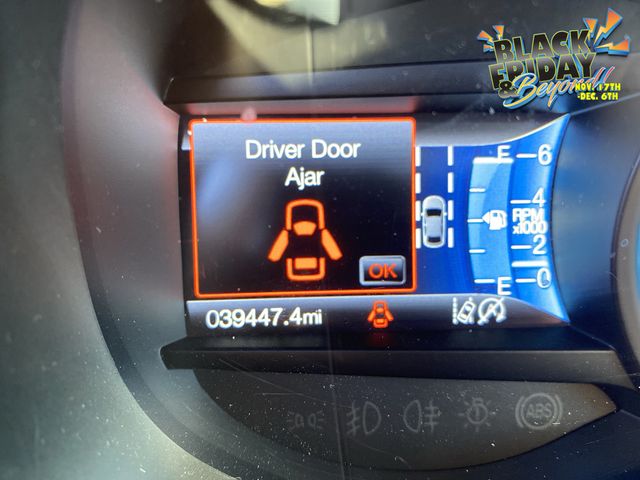 BLACK
FRIDAY
& Beyond!
NOV. 17TH
-DEC. 6TH
Driver Door
Ajar
OK
E
6
4
RPM
x1000
2
0
E
039447.4mi
ABS